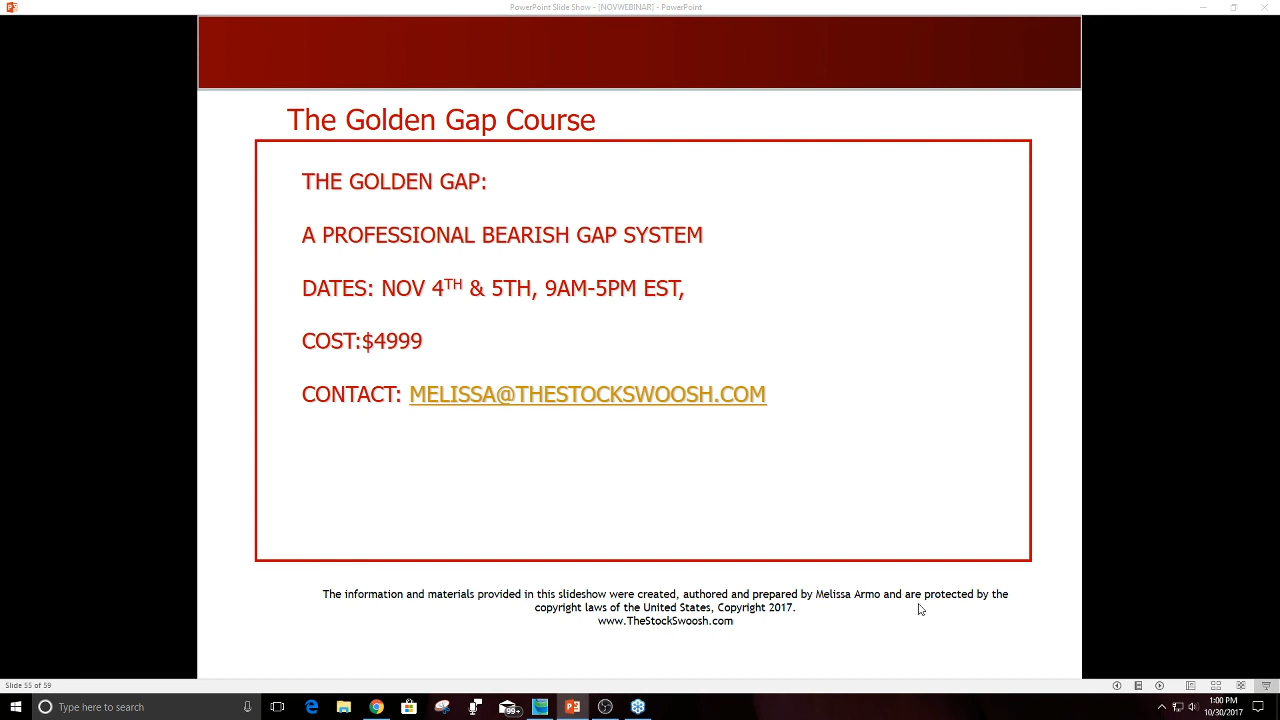 PowerPoint Slide Show - [NOVWEBINAR] - PowerPoint
The Golden Gap Course
THE GOLDEN GAP:
A PROFESSIONAL BEARISH GAP SYSTEM
DATES: NOV 4TH & 5TH, 9AM-5PM EST,
COST:$4999
CONTACT: MELISSA@THESTOCKSWOOSH.COM
The information and materials provided in this slideshow were created, authored and prepared by Melissa Armo and are protected by the
copyright laws of the United States, Copyright 2017.
www.TheStockSwoosh.com
Slide 55 of 59
Type here to search
99+
1:00 PM
10/30/2017